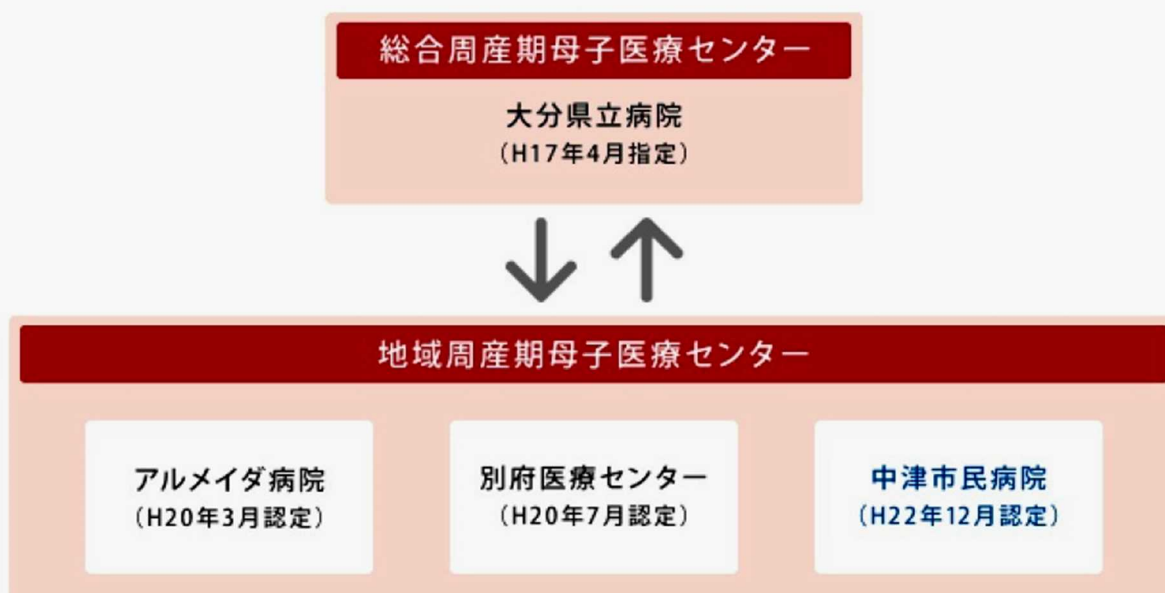 総合周産期母子医療センター
大分県立病院
(H17年4月指定)
地域周産期母子医療センター
アルメイダ病院
(H20年3月認定)
別府医療センター
(H20年7月認定)
中津市民病院
(H22年12月認定)